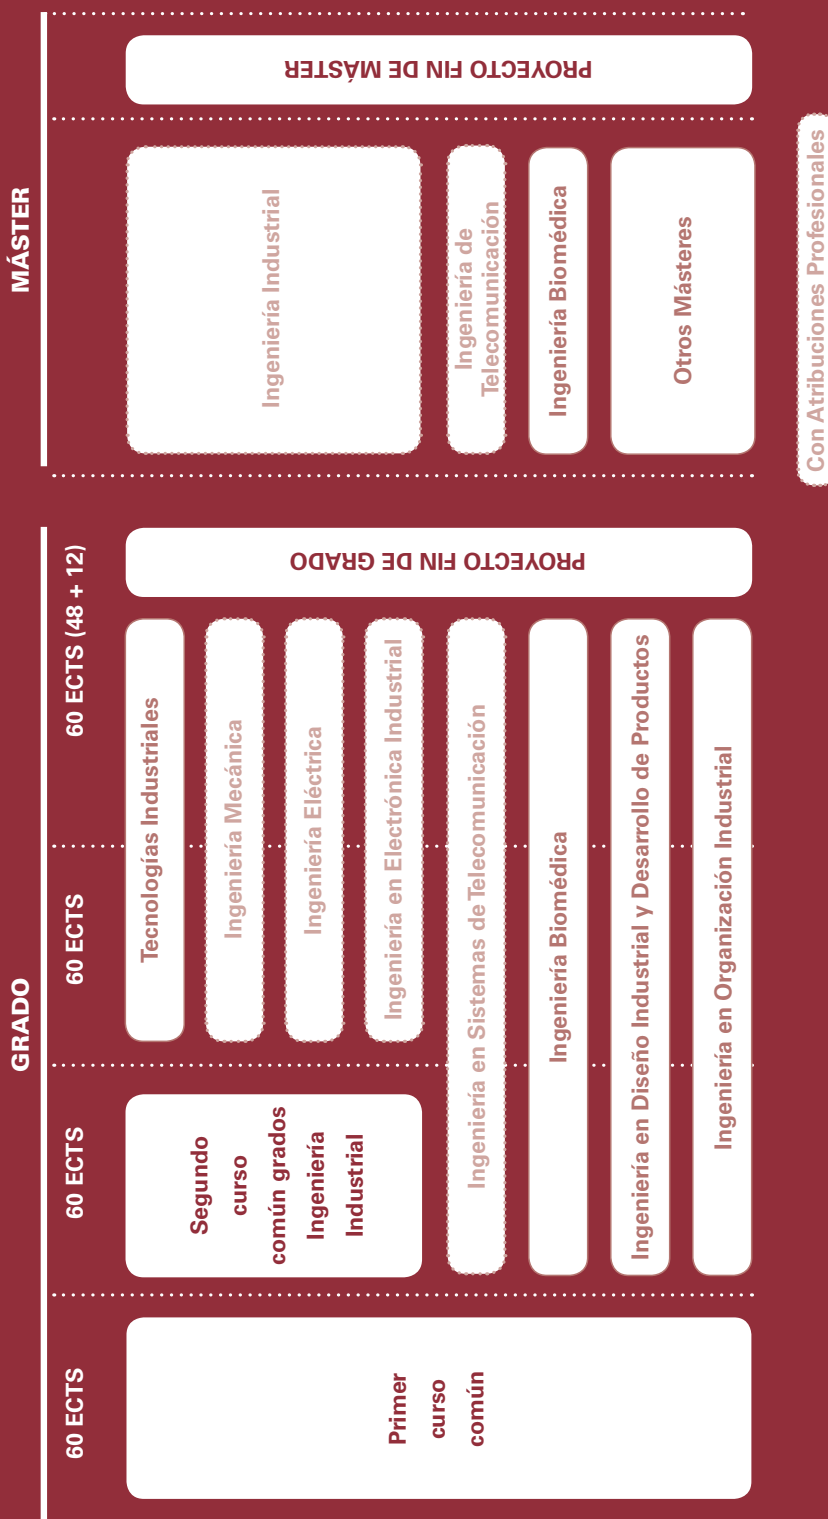 GRADO
MÁSTER
60 ECTS
60 ECTS
60 ECTS
60 ECTS (48 + 12)
Primer
curso
común
Segundo
curso
común grados
Ingeniería
Industrial
Tecnologías Industriales
Ingeniería Mecánica
Ingeniería Eléctrica
Ingeniería en Electrónica Industrial
Ingeniería en Sistemas de Telecomunicación
Ingeniería Biomédica
Ingeniería en Diseño Industrial y Desarrollo de Productos
Ingeniería en Organización Industrial
PROYECTO FIN DE GRADO
Ingeniería Industrial
Ingeniería de
Telecomunicación
Ingeniería Biomédica
Otros Másteres
PROYECTO FIN DE MÁSTER
Con Atribuciones Profesionales